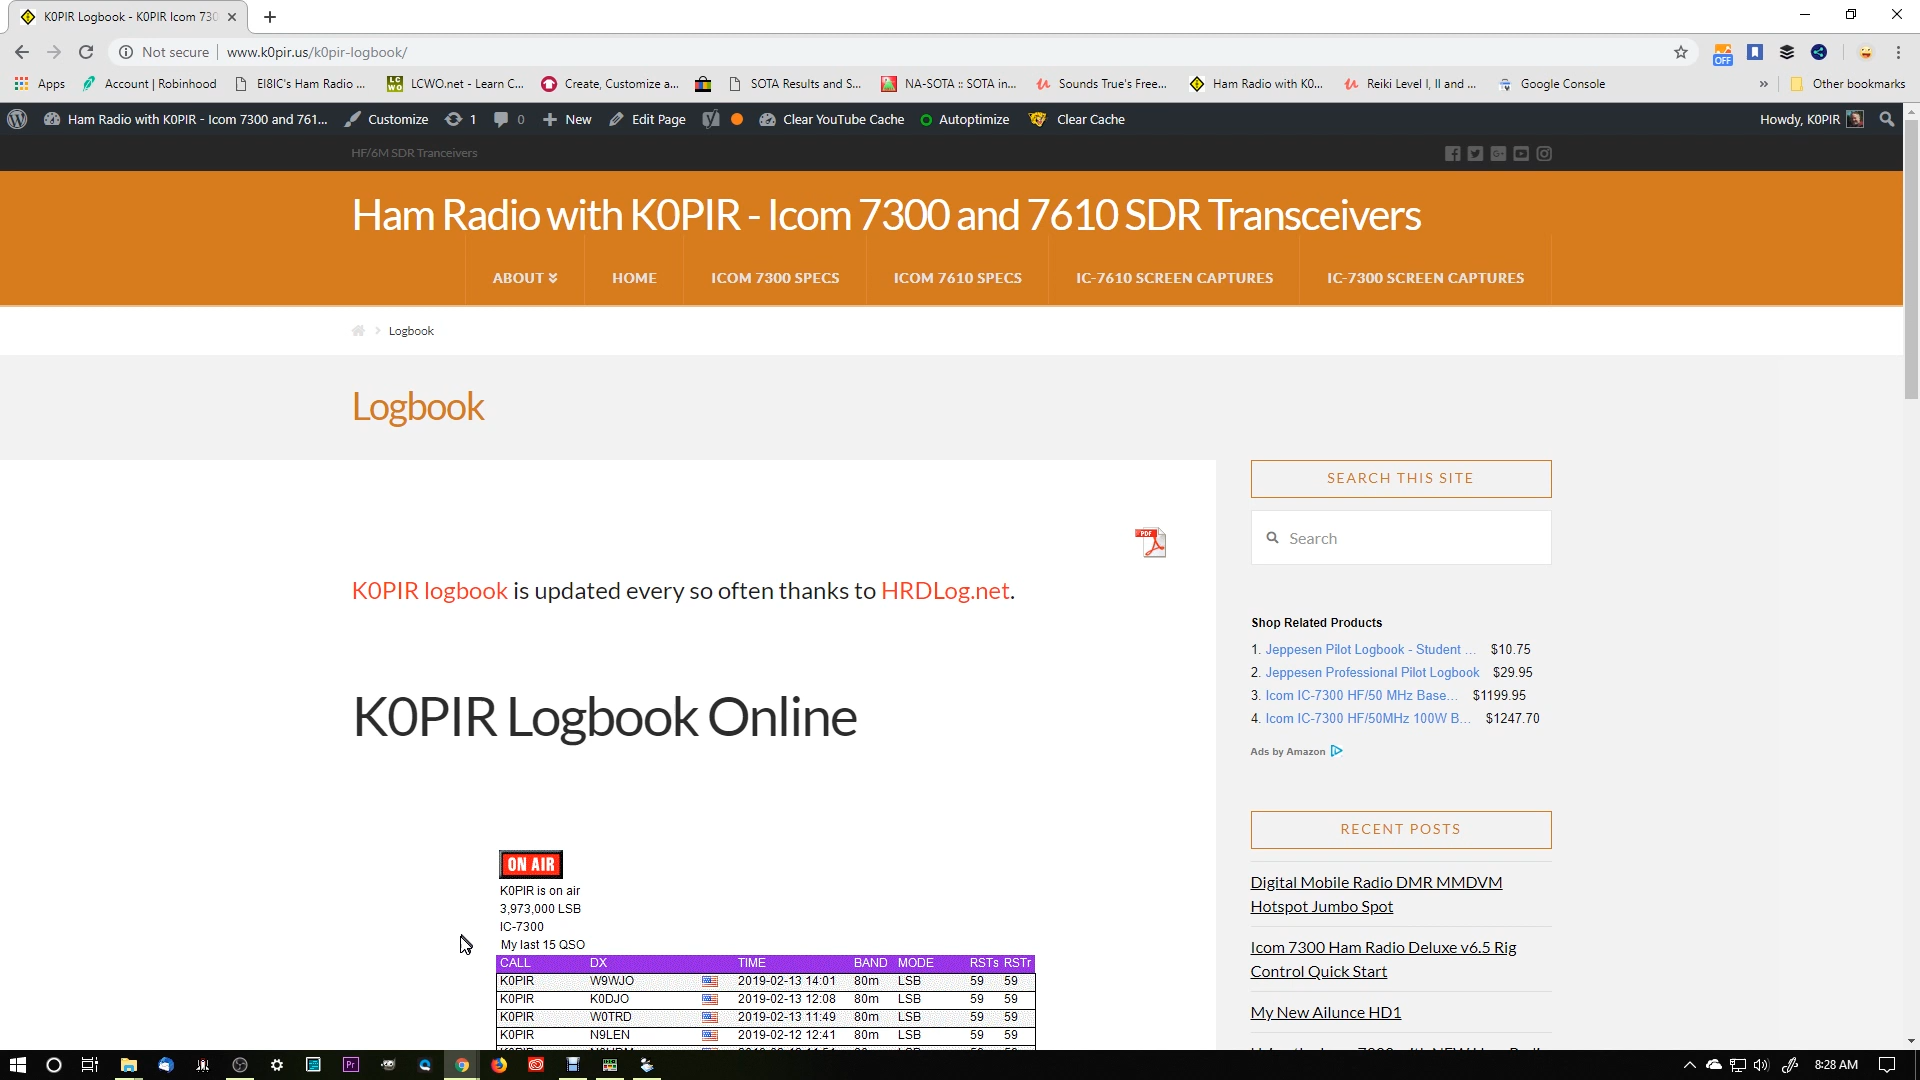 K0PIR Logbook - K0PIR Icom 730
Not secure
www.k0pir.us/k0pir-logbook/
OFF
Apps
Account | Robinhood
EI8IC's Ham Radio ...
LCWO.net - Learn C...
Create, Customize a...
SOTA Results and S...
NA-SOTA :: SOTA in...
Sounds True's Free...
Ham Radio with K0...
Reiki Level I, II and ...
Google Console
»
Other bookmarks
Ham Radio with K0PIR - Icom 7300 and 761...
Customize
1
0
New
Edit Page
Clear YouTube Cache
Autoptimize
Clear Cache
Howdy, K0PIR
HF/6M SDR Tranceivers
Ham Radio with K0PIR - Icom 7300 and 7610 SDR Transceivers
ABOUT
HOME
ICOM 7300 SPECS
ICOM 7610 SPECS
IC-7610 SCREEN CAPTURES
IC-7300 SCREEN CAPTURES
Logbook
Logbook
PDF
K0PIR logbook is updated every so often thanks to HRDLog.net.
K0PIR Logbook Online
ON AIR
K0PIR is on air
3,973,000 LSB
IC-7300
My last 15 QSO
CALL DX TIME BAND MODE RSTs RSTr
K0PIR W9WJO 2019-02-13 14:01 80m LSB 59 59
K0PIR K0DJO 2019-02-13 12:08 80m LSB 59 59
K0PIR W0TRD 2019-02-13 11:49 80m LSB 59 59
K0PIR N9LEN 2019-02-12 12:41 80m LSB 59 59
SEARCH THIS SITE
Search
Shop Related Products
1. Jeppesen Pilot Logbook - Student ... $10.75
2. Jeppesen Professional Pilot Logbook $29.95
3. Icom IC-7300 HF/50 MHz Base... $1199.95
4. Icom IC-7300 HF/50MHz 100W B... $1247.70
Ads by Amazon
RECENT POSTS
Digital Mobile Radio DMR MMDVM
Hotspot Jumbo Spot
Icom 7300 Ham Radio Deluxe v6.5 Rig
Control Quick Start
My New Ailunce HD1
Pr
8:28 AM